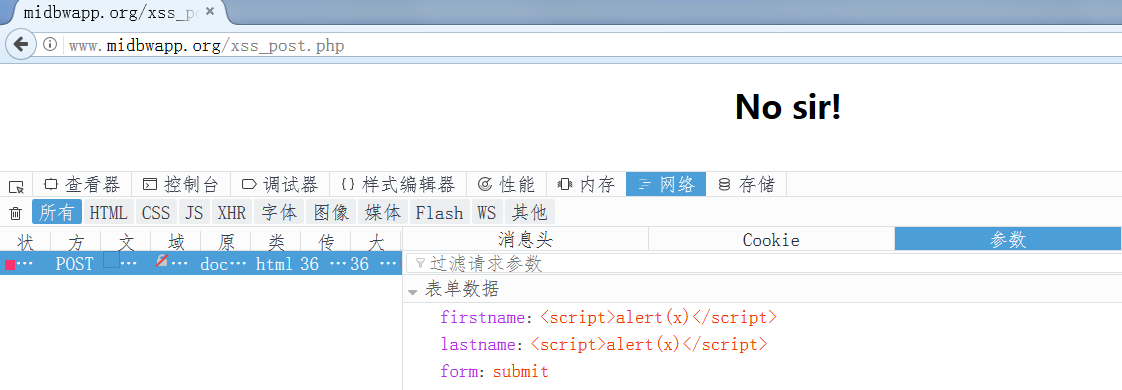 midbwapp.org/xss_po ×
www.midbwapp.org/xss_post.php
No sir!
查看器 控制台 调试器 {} 样式编辑器 性能 内存 网络 存储
所有 HTML CSS JS XHR 字体 图像 媒体 Flash WS 其他
状 方 文 域 原 类 传 大 消息头 Cookie 参数
… POST … … doc… html 36 … 36 … 过滤请求参数
表单数据
firstname: <script>alert(x)</script>
lastname: <script>alert(x)</script>
form: submit